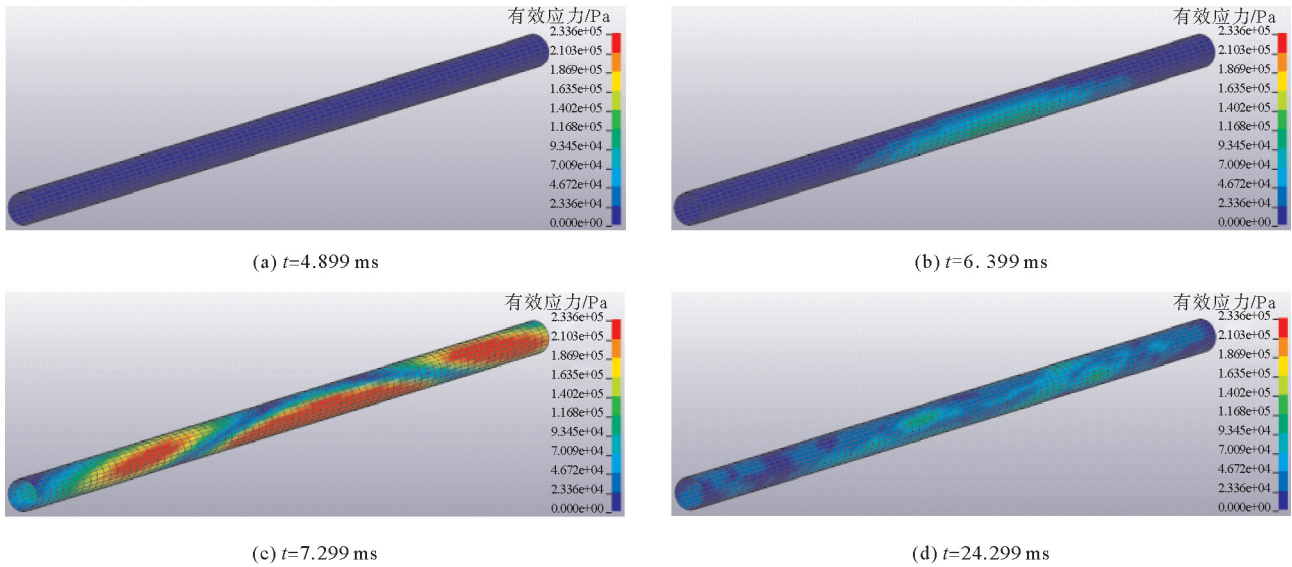 有效应力/Pa
2.336e+05
2.103e+05
1.869e+05
1.635e+05
1.402e+05
1.168e+05
9.345e+04
7.009e+04
4.672e+04
2.336e+04
0.000e+00
(a) t=4.899 ms
有效应力/Pa
2.336e+05
2.103e+05
1.869e+05
1.635e+05
1.402e+05
1.168e+05
9.345e+04
7.009e+04
4.672e+04
2.336e+04
0.000e+00
(b) t=6. 399 ms
有效应力/Pa
2.336e+05
2.103e+05
1.869e+05
1.635e+05
1.402e+05
1.168e+05
9.345e+04
7.009e+04
4.672e+04
2.336e+04
0.000e+00
(c) t=7.299 ms
有效应力/Pa
2.336e+05
2.103e+05
1.869e+05
1.635e+05
1.402e+05
1.168e+05
9.345e+04
7.009e+04
4.672e+04
2.336e+04
0.000e+00
(d) t=24.299 ms